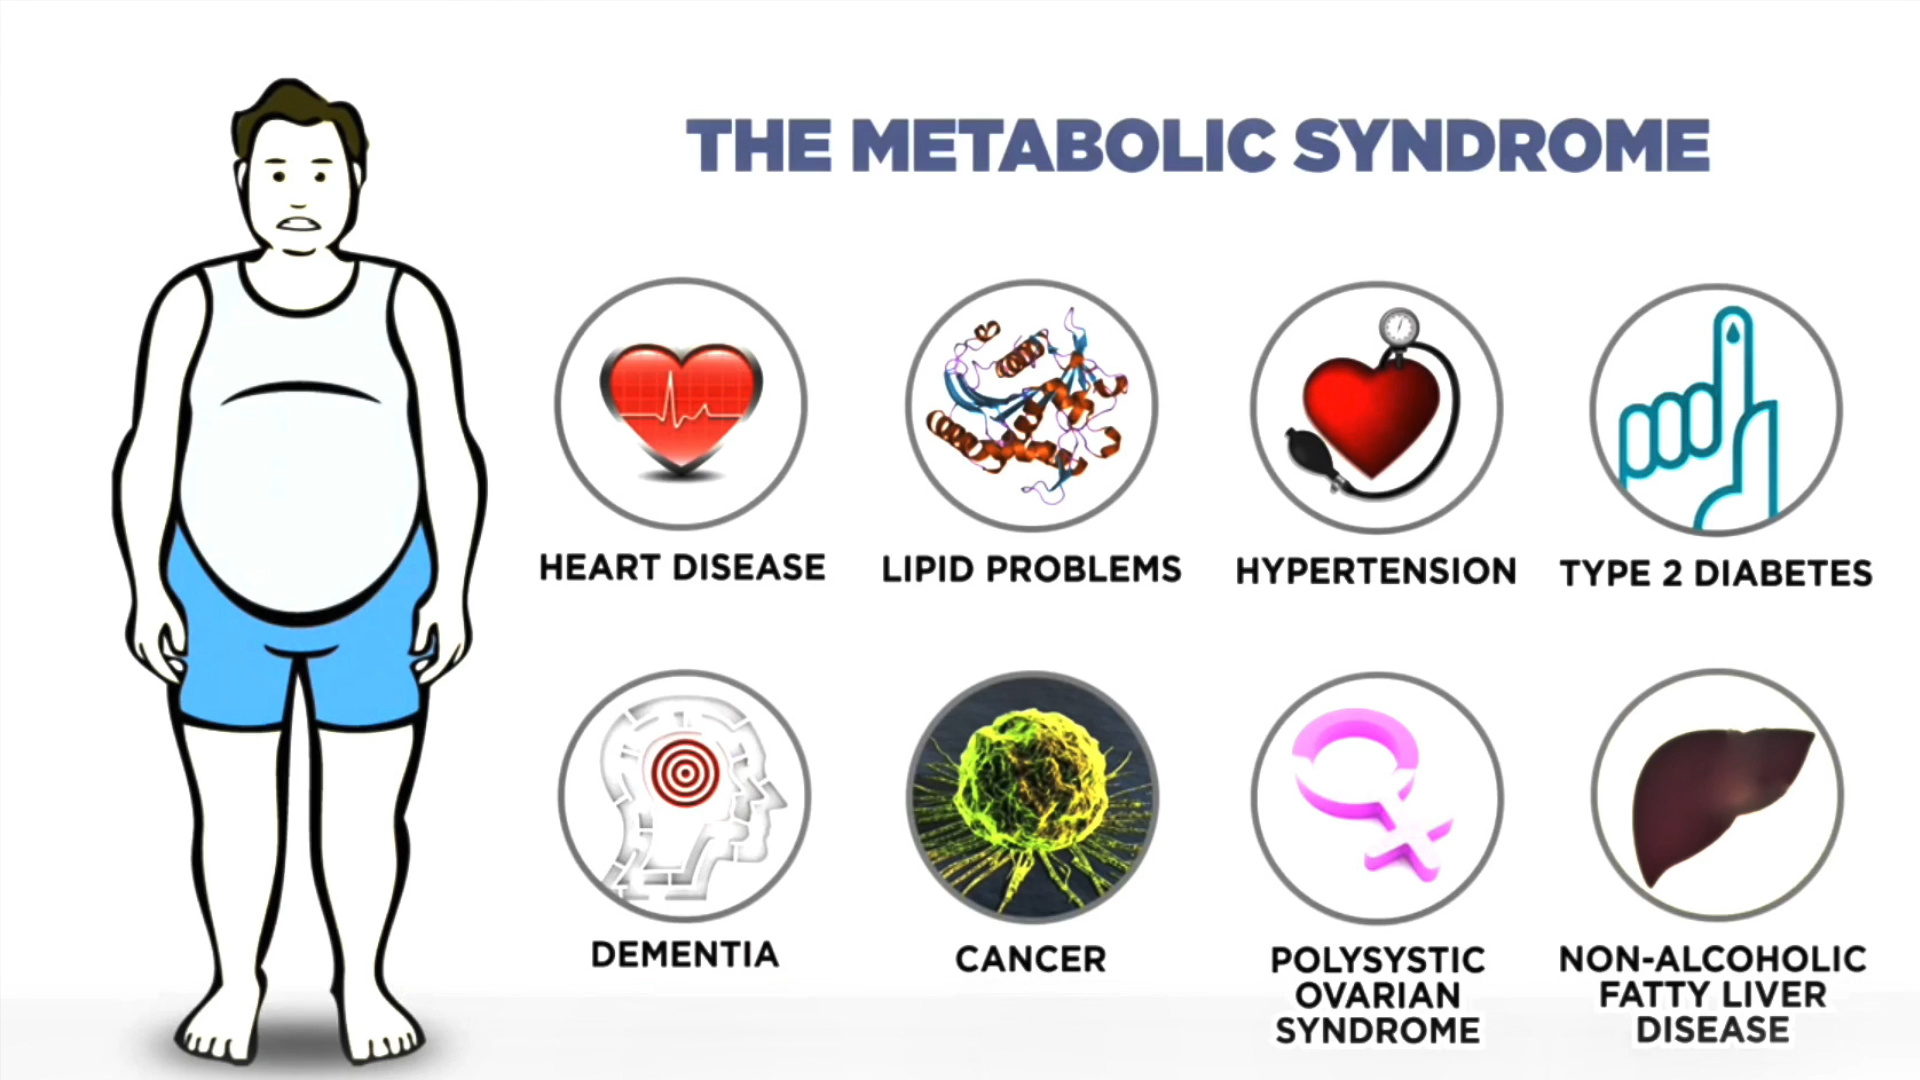 THE METABOLIC SYNDROME
HEART DISEASE
LIPID PROBLEMS
HYPERTENSION
TYPE 2 DIABETES
DEMENTIA
CANCER
POLYSYSTIC
OVARIAN
SYNDROME
NON-ALCOHOLIC
FATTY LIVER
DISEASE